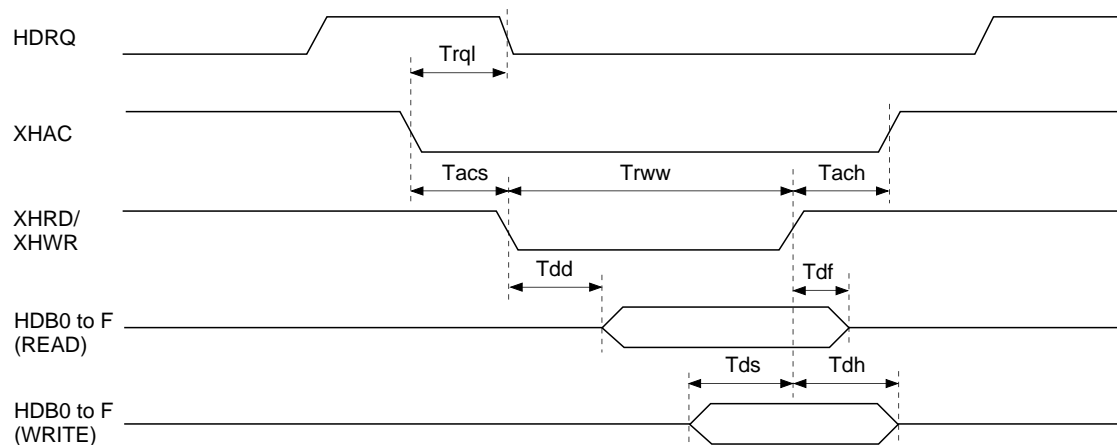 HDRQ
Trql
XHAC
Tacs Trww Tach
XHRD/
XHWR
Tdd Tdf
HDB0 to F
(READ)
Tds Tdh
HDB0 to F
(WRITE)